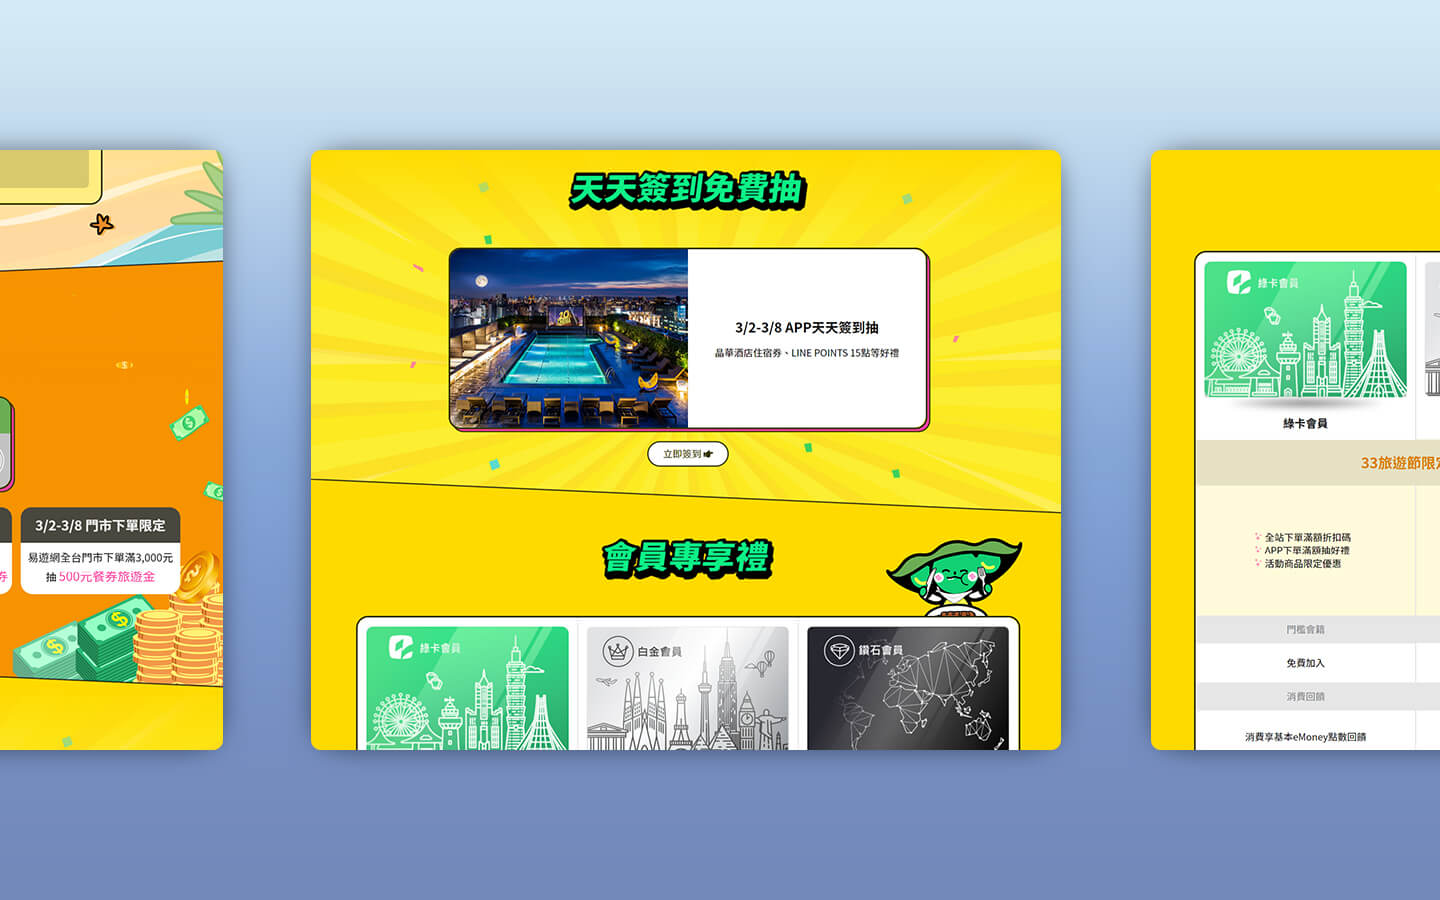 3/2-3/8 門市下單限定
易遊網全台門市下單滿3,000元
抽 500元餐券旅遊金
券
天天簽到免費抽
3/2-3/8 APP天天簽到抽
晶華酒店住宿券、LINE POINTS 15點等好禮
立即簽到
會員專享禮
綠卡會員
白金會員
鑽石會員
綠卡會員
綠卡會員
33旅遊節限定
全站下單滿額折扣碼
APP下單滿額抽好禮
活動商品限定優惠
門檻會籍
免費加入
消費回饋
消費享基本eMoney點數回饋